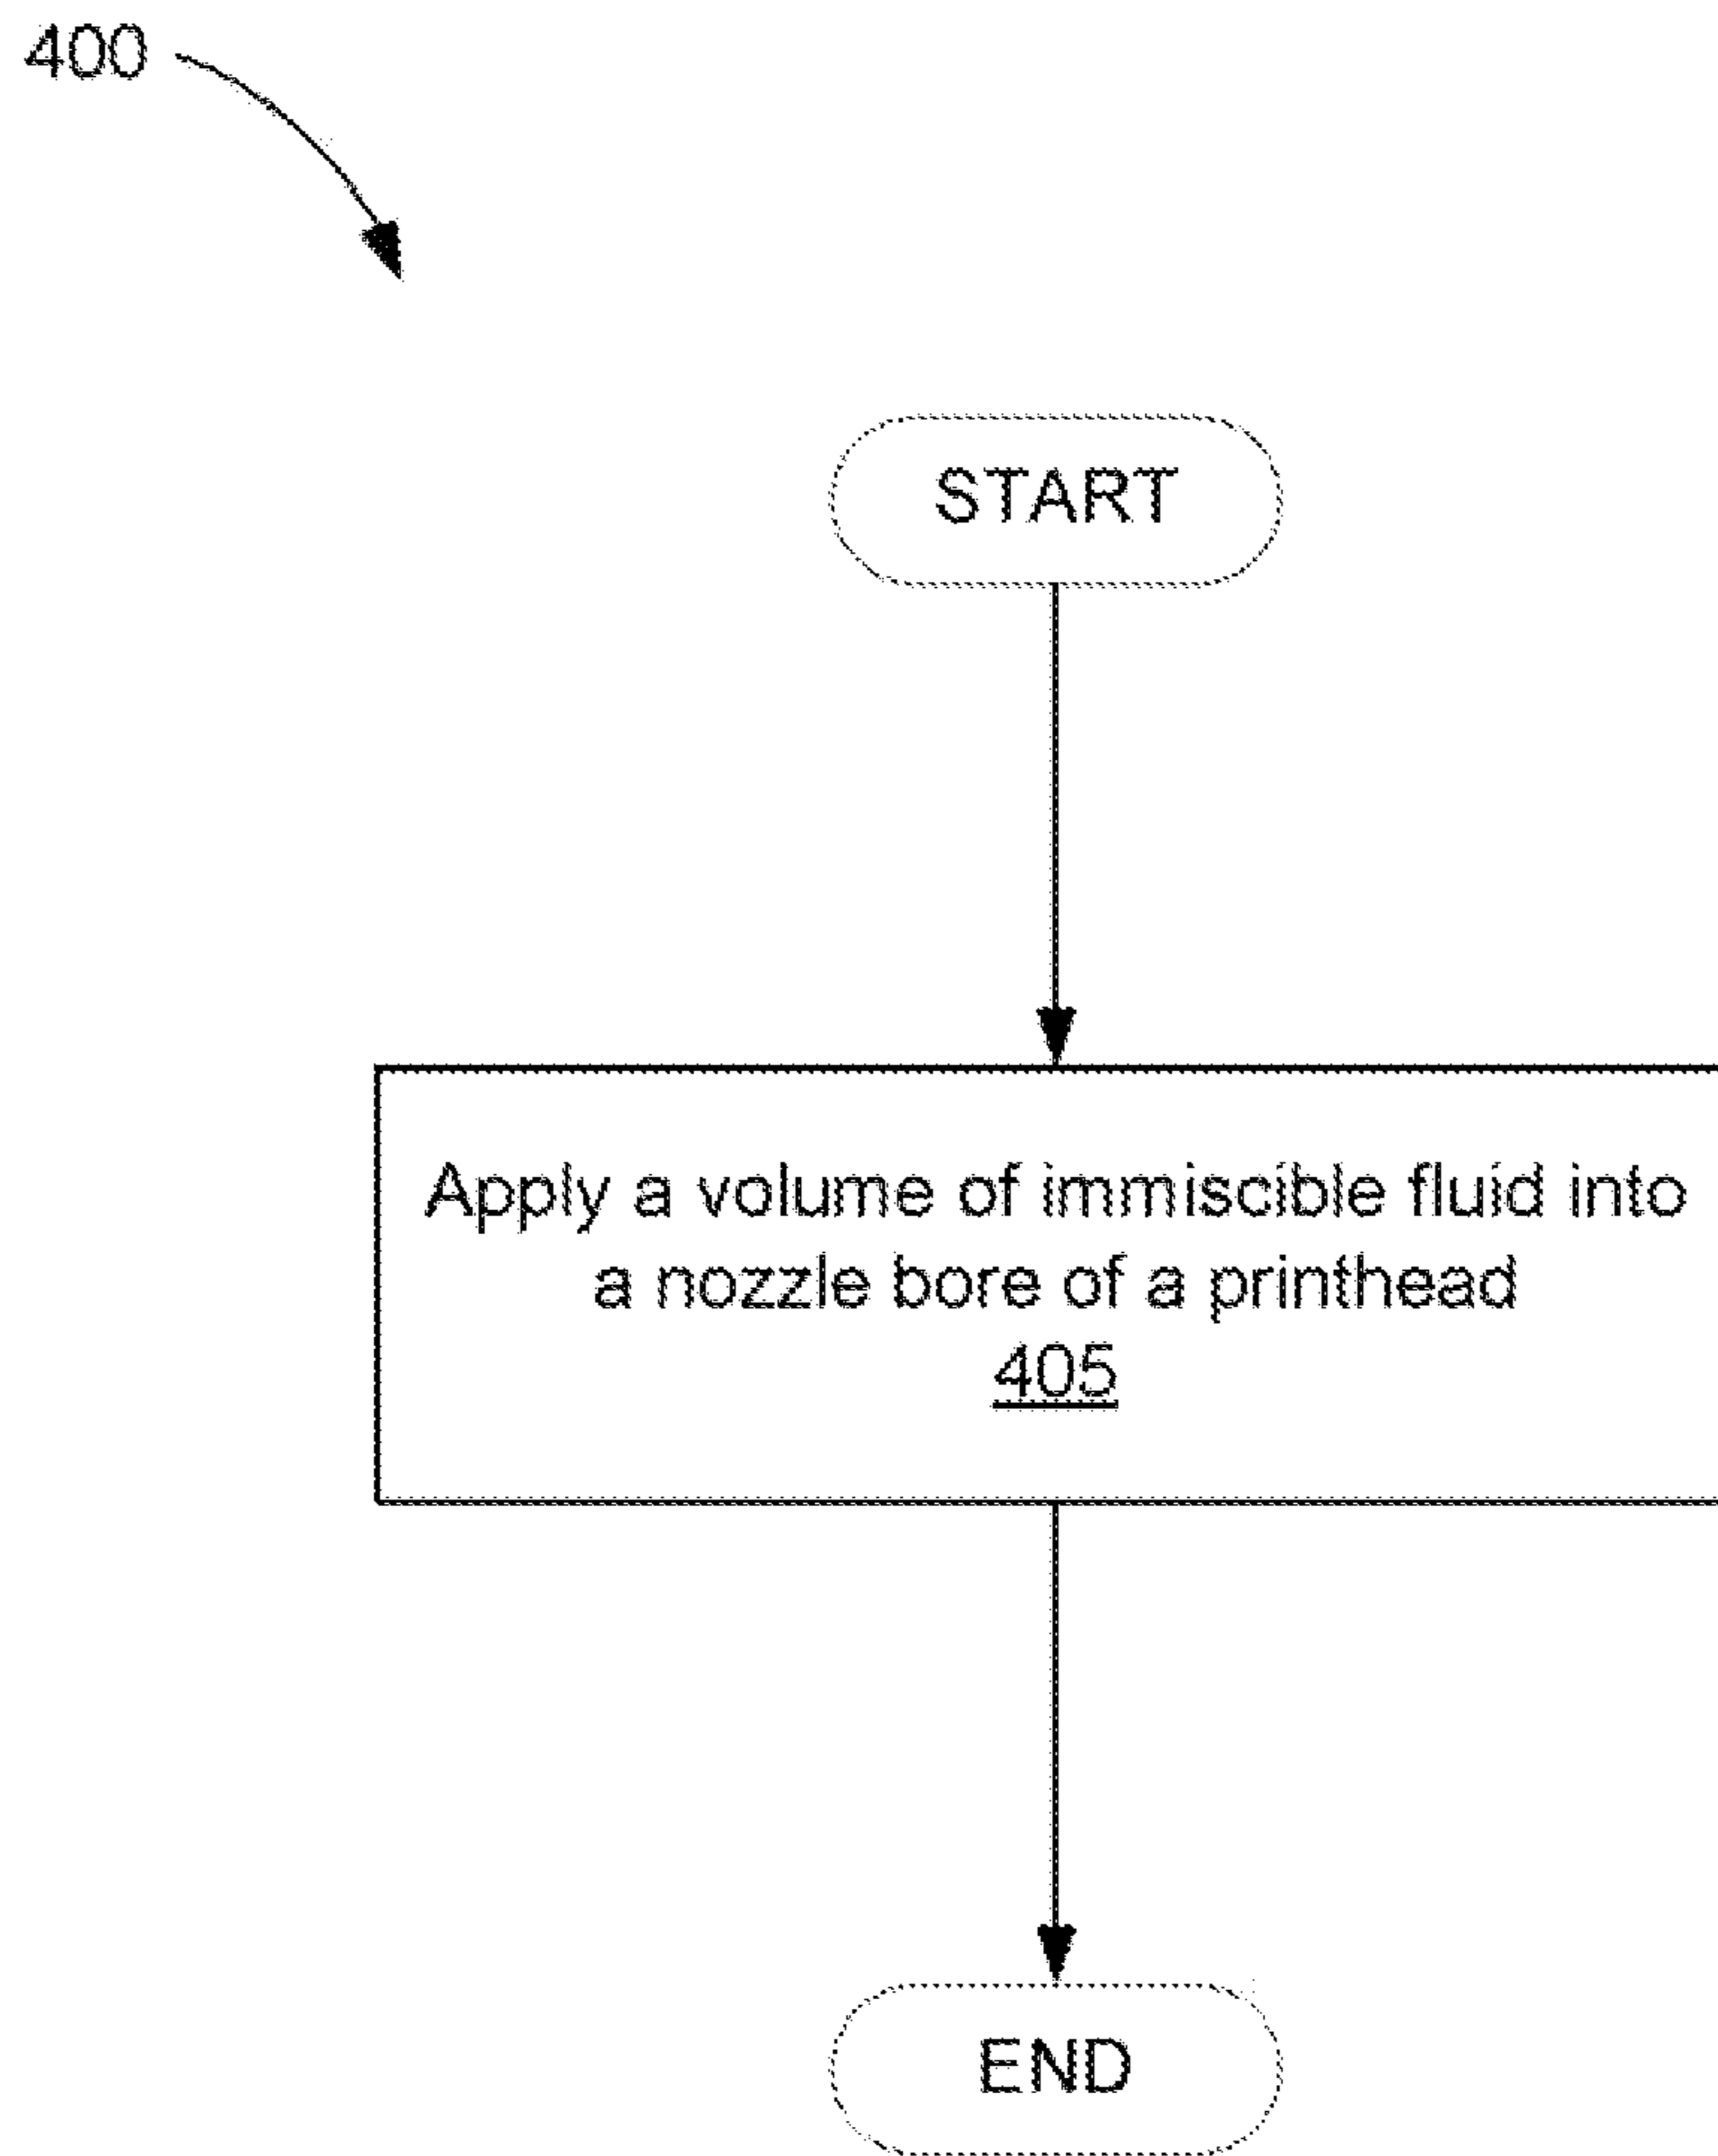 400
START
Apply a volume of immiscible fluid into
a nozzle bore of a printhead
405
END